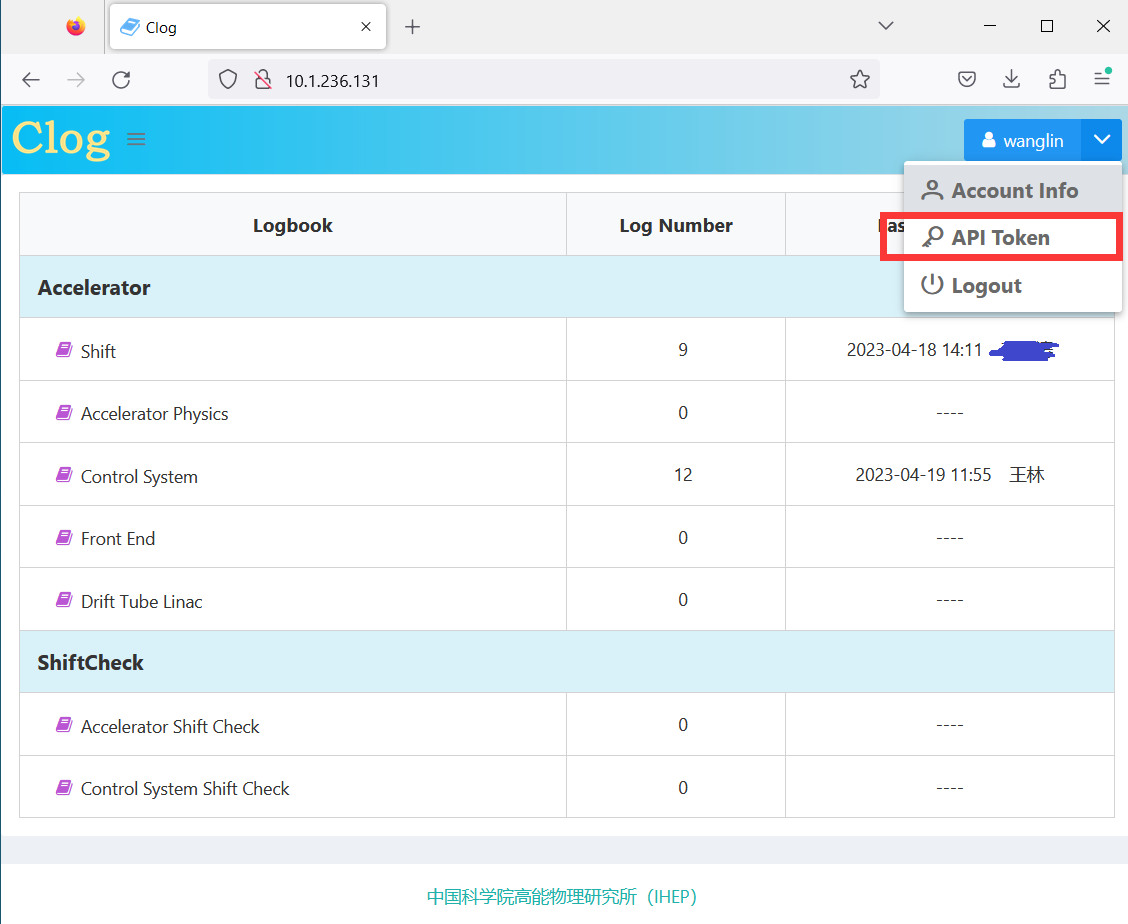 Clog
10.1.236.131
Clog
wanglin
Account Info
API Token
Logout
Logbook Log Number
Accelerator
Shift 9 2023-04-18 14:11
Accelerator Physics 0 ----
Control System 12 2023-04-19 11:55 王林
Front End 0 ----
Drift Tube Linac 0 ----
ShiftCheck
Accelerator Shift Check 0 ----
Control System Shift Check 0 ----
中国科学院高能物理研究所（IHEP）